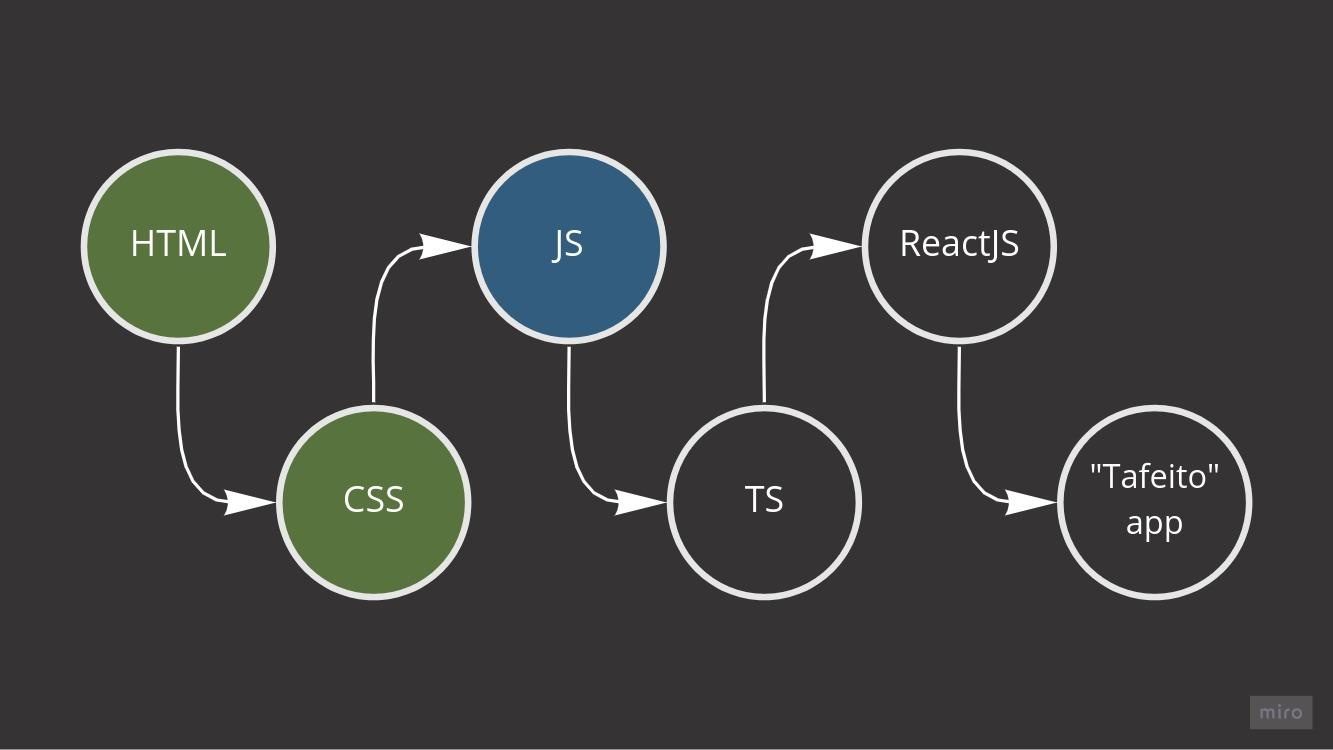 HTML
CSS
JS
TS
ReactJS
"Tafeito"
app
miro